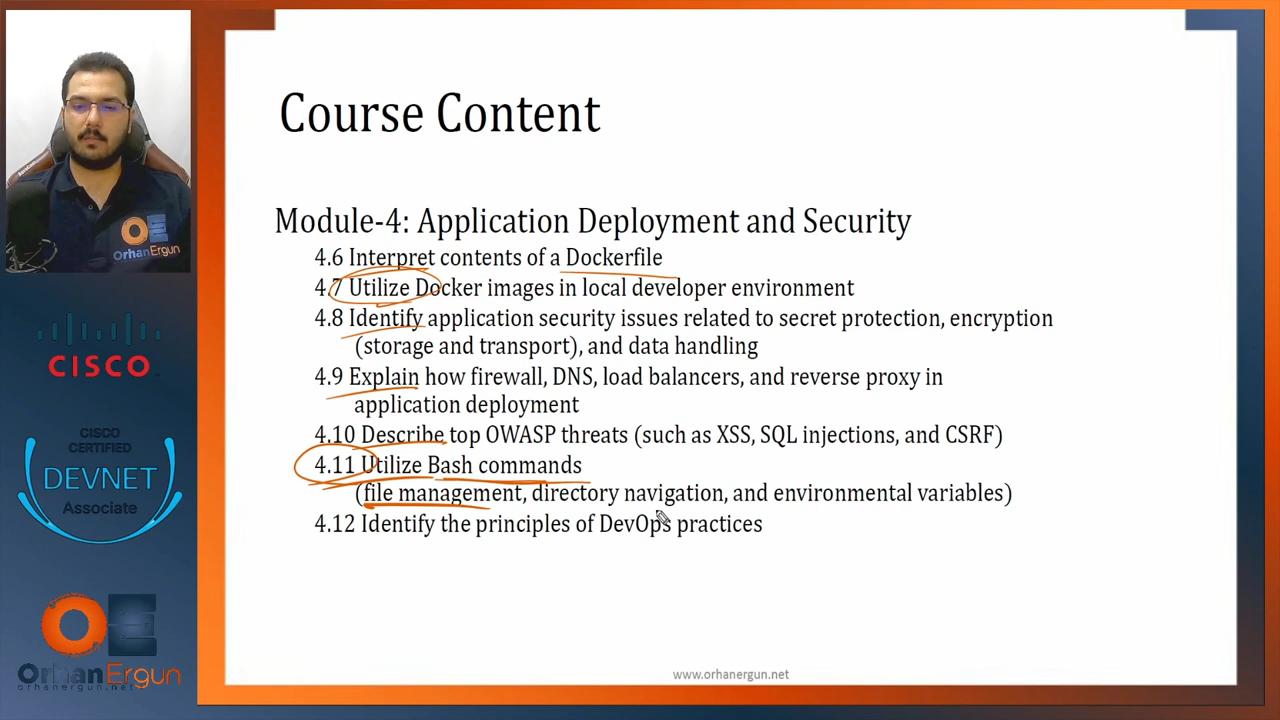 Course Content
Module-4: Application Deployment and Security
4.6 Interpret contents of a Dockerfile
4.7 Utilize Docker images in local developer environment
4.8 Identify application security issues related to secret protection, encryption
(storage and transport), and data handling
4.9 Explain how firewall, DNS, load balancers, and reverse proxy in
application deployment
4.10 Describe top OWASP threats (such as XSS, SQL injections, and CSRF)
4.11 Utilize Bash commands
(file management, directory navigation, and environmental variables)
4.12 Identify the principles of DevOps practices
www.orhanergun.net
OE
OrhanErgun
CISCO
CISCO
CERTIFIED
DEVNET
Associate
OE
OrhanErgun
orhanergun.net